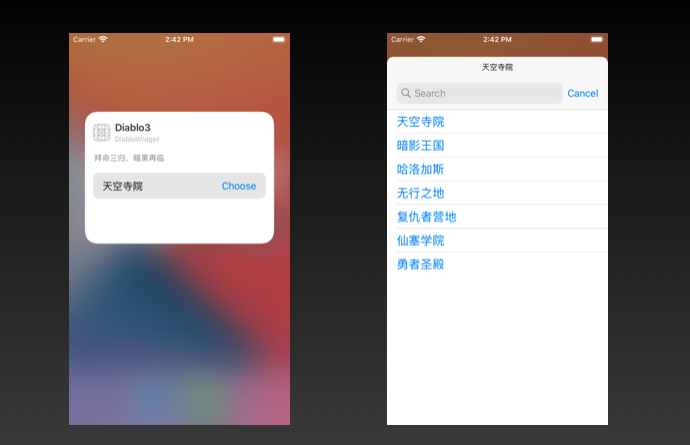 Carrier
2:42 PM
Diablo3
DiabloWidget
拜命三归，暗黑再临
天空寺院
Choose
Carrier
2:42 PM
天空寺院
Search
Cancel
天空寺院
暗影王国
哈洛加斯
无行之地
复仇者营地
仙塞学院
勇者圣殿